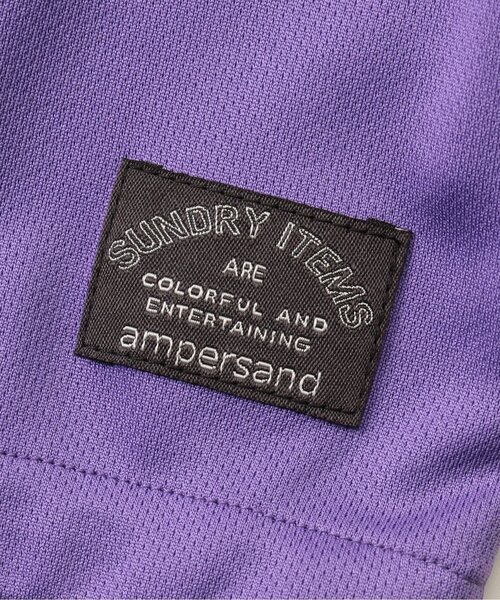 SUNDRY ITEMS
ARE
COLORFUL AND
ENTERTAINING
ampersand